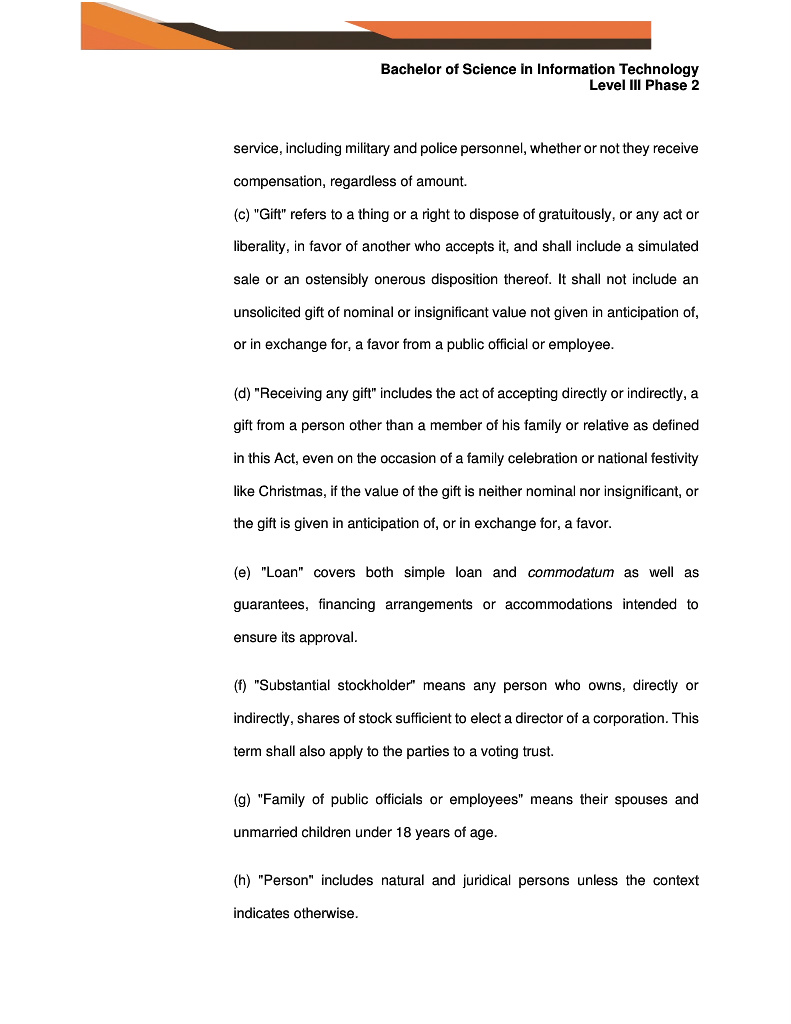 Bachelor of Science in Information Technology
Level III Phase 2
service, including military and police personnel, whether or not they receive
compensation, regardless of amount.
(c) "Gift" refers to a thing or a right to dispose of gratuitously, or any act or
liberality, in favor of another who accepts it, and shall include a simulated
sale or an ostensibly onerous disposition thereof. It shall not include an
unsolicited gift of nominal or insignificant value not given in anticipation of,
or in exchange for, a favor from a public official or employee.
(d) "Receiving any gift" includes the act of accepting directly or indirectly, a
gift from a person other than a member of his family or relative as defined
in this Act, even on the occasion of a family celebration or national festivity
like Christmas, if the value of the gift is neither nominal nor insignificant, or
the gift is given in anticipation of, or in exchange for, a favor.
(e) "Loan" covers both simple loan and commodatum as well as
guarantees, financing arrangements or accommodations intended to
ensure its approval.
(f) "Substantial stockholder" means any person who owns, directly or
indirectly, shares of stock sufficient to elect a director of a corporation. This
term shall also apply to the parties to a voting trust.
(g) "Family of public officials or employees" means their spouses and
unmarried children under 18 years of age.
(h) "Person" includes natural and juridical persons unless the context
indicates otherwise.